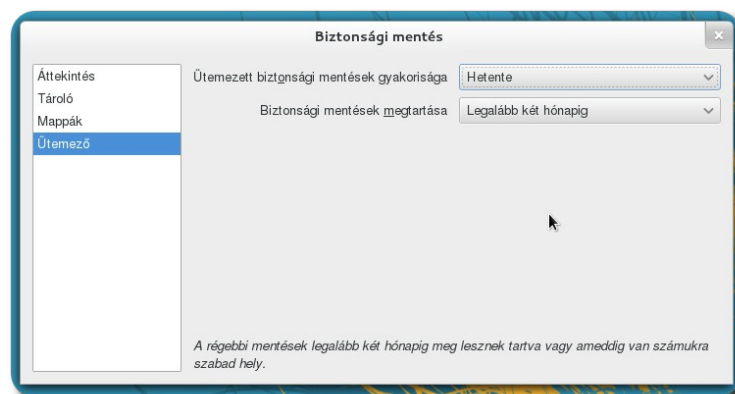 Biztonsági mentés
Áttekintés
Tároló
Mappák
Ütemező
Ütemezett biztonsági mentések gyakorisága Hetente
Biztonsági mentések megtartása Legalább két hónapig
A régebbi mentések legalább két hónapig meg lesznek tartva vagy ameddig van számukra
szabad hely.